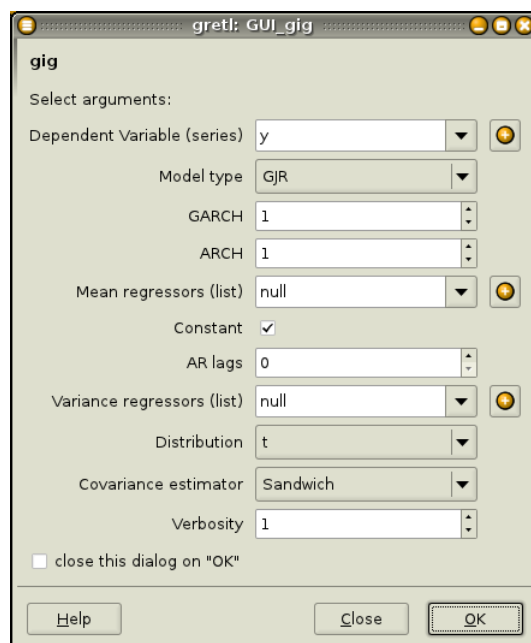 gretl: GUI_gig
gig
Select arguments:
Dependent Variable (series) y
Model type GJR
GARCH 1
ARCH 1
Mean regressors (list) null
Constant
AR lags 0
Variance regressors (list) null
Distribution t
Covariance estimator Sandwich
Verbosity 1
close this dialog on "OK"
Help Close OK